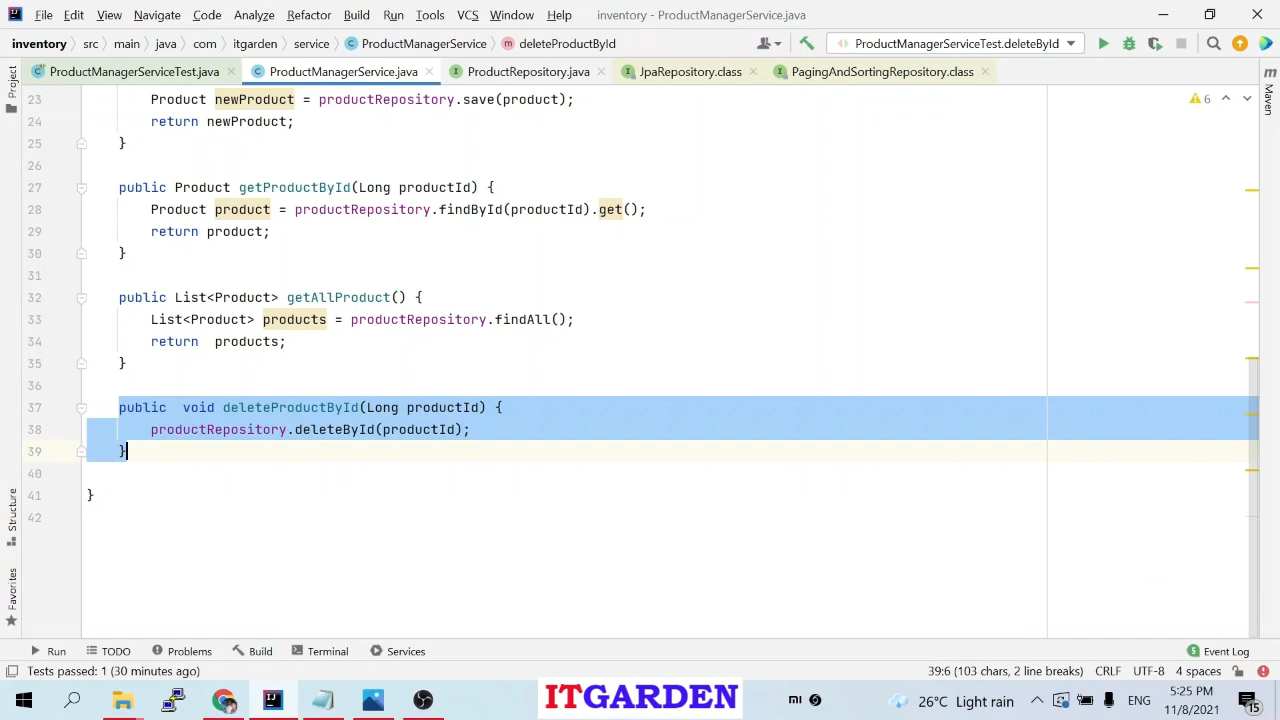 File Edit View Navigate Code Analyze Refactor Build Run Tools VCS Window Help inventory - ProductManagerService.java
inventory src main java com itgarden service ProductManagerService deleteProductById ProductManagerServiceTest.deleteById
ProductManagerServiceTest.java ProductManagerService.java ProductRepository.java JpaRepository.class PagingAndSortingRepository.class
Project
Maven
Structure
Favorites
6
23 Product newProduct = productRepository.save(product);
24 return newProduct;
25 }
26
27 public Product getProductById(Long productId) {
28 Product product = productRepository.findById(productId).get();
29 return product;
30 }
31
32 public List<Product> getAllProduct() {
33 List<Product> products = productRepository.findAll();
34 return  products;
35 }
36
37 public  void deleteProductById(Long productId) {
38 productRepository.deleteById(productId);
39 }
40
41 }
42
Run TODO Problems Build Terminal Services 5 Event Log
Tests passed: 1 (30 minutes ago) 39:6 (103 chars, 2 line breaks) CRLF UTF-8 4 spaces
ITGARDEN
26°C Light rain ENG 5:25 PM
11/8/2021
15